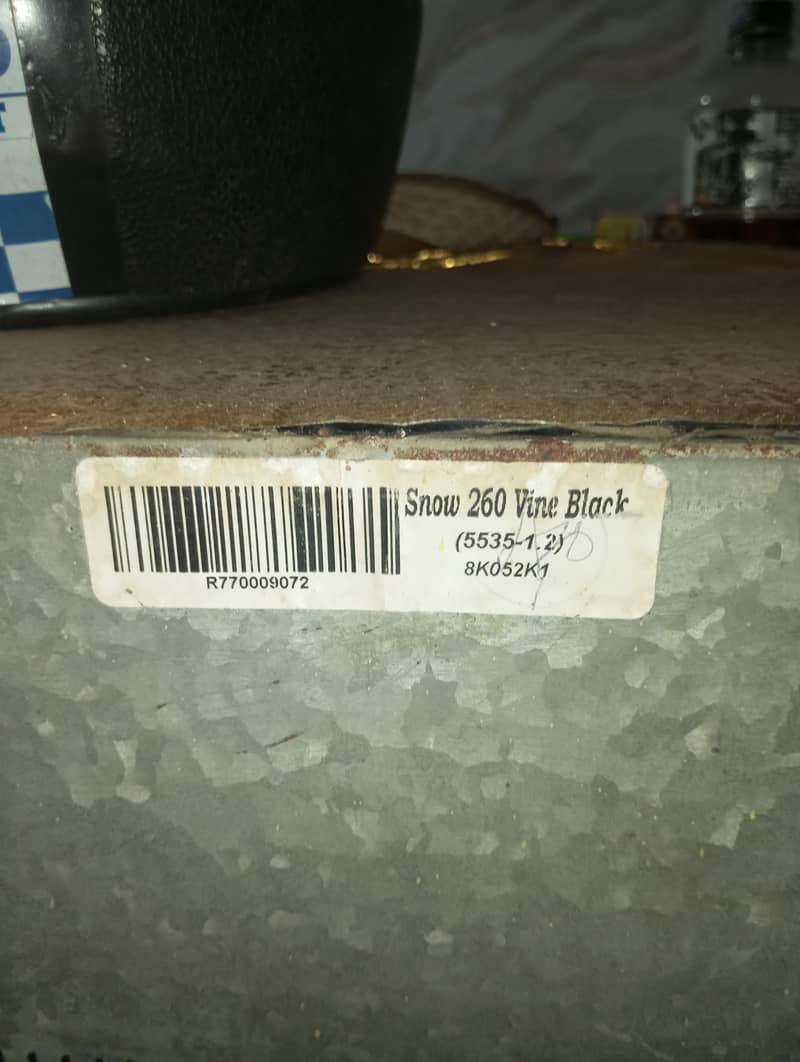 Snow 260 Vine Black
(5535-1.2)
8K052K1
R770009072